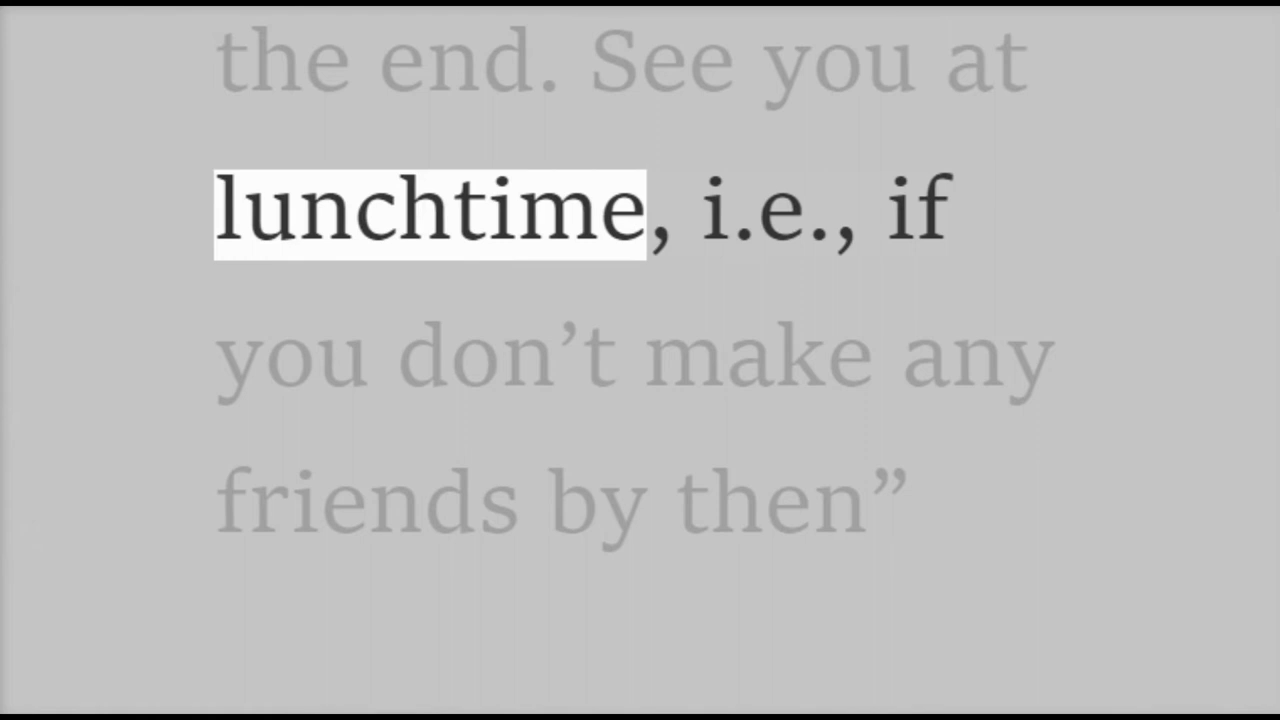 the end. See you at
lunchtime, i.e., if
you don’t make any
friends by then”